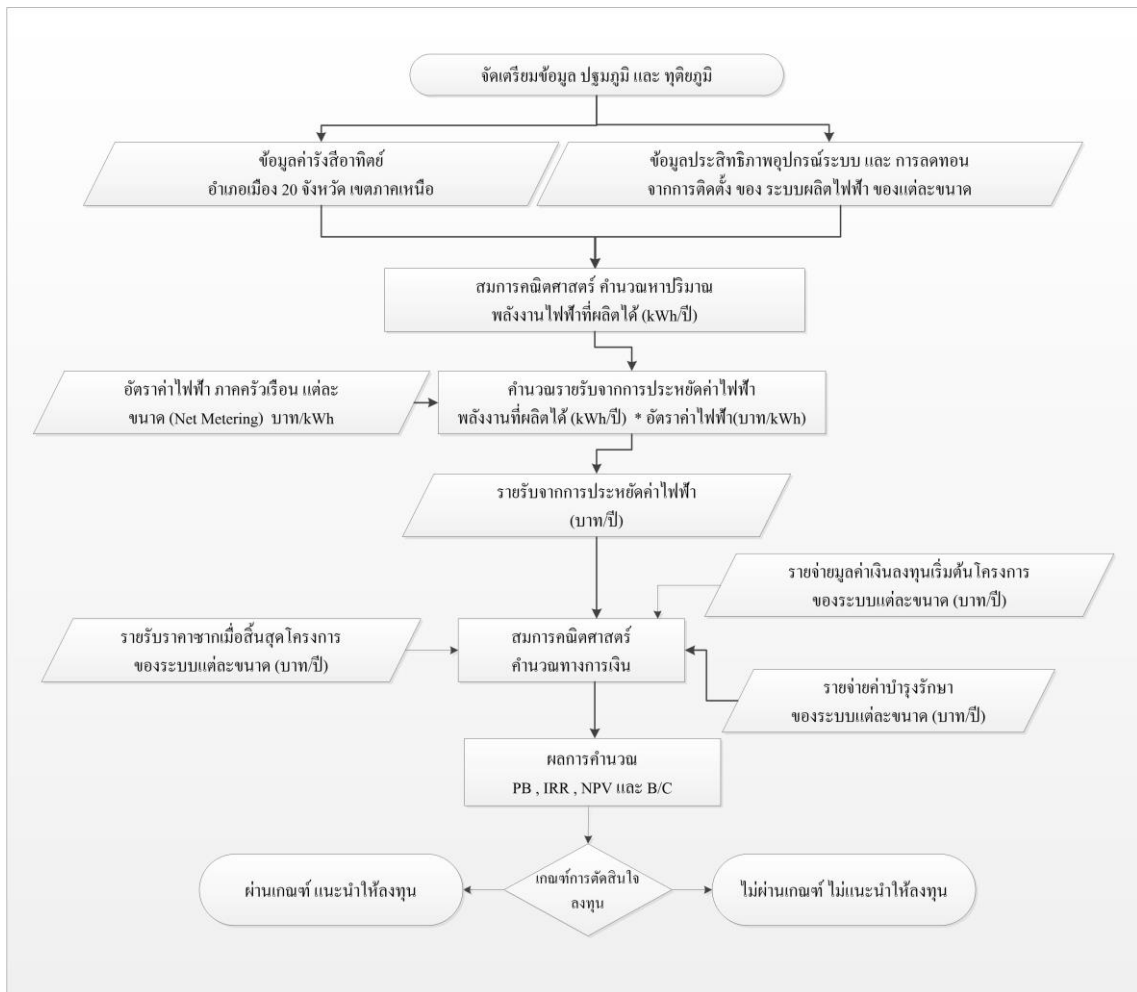 จัดเตรียมข้อมูล ปฐมภูมิ และ ทุติยภูมิ
ข้อมูลค่ารังสีอาทิตย์
อำเภอเมือง 20 จังหวัด เขตภาคเหนือ
ข้อมูลประสิทธิภาพอุปกรณ์ระบบ และ การลดทอน
จากการติดตั้ง ของ ระบบผลิตไฟฟ้า ของแต่ละขนาด
สมการคณิตศาสตร์ คำนวณหาปริมาณ
พลังงานไฟฟ้าที่ผลิตได้ (kWh/ปี)
อัตราค่าไฟฟ้า ภาคครัวเรือน แต่ละ
ขนาด (Net Metering) บาท/kWh
คำนวณรายรับจากการประหยัดค่าไฟฟ้า
พลังงานที่ผลิตได้ (kWh/ปี) * อัตราค่าไฟฟ้า(บาท/kWh)
รายรับจากการประหยัดค่าไฟฟ้า
(บาท/ปี)
รายจ่ายมูลค่าเงินลงทุนเริ่มต้นโครงการ
ของระบบแต่ละขนาด (บาท/ปี)
รายรับราคาซากเมื่อสิ้นสุดโครงการ
ของระบบแต่ละขนาด (บาท/ปี)
สมการคณิตศาสตร์
คำนวณทางการเงิน
รายจ่ายค่าบำรุงรักษา
ของระบบแต่ละขนาด (บาท/ปี)
ผลการคำนวณ
PB , IRR , NPV และ B/C
เกณฑ์การตัดสินใจ
ลงทุน
ผ่านเกณฑ์ แนะนำให้ลงทุน
ไม่ผ่านเกณฑ์ ไม่แนะนำให้ลงทุน